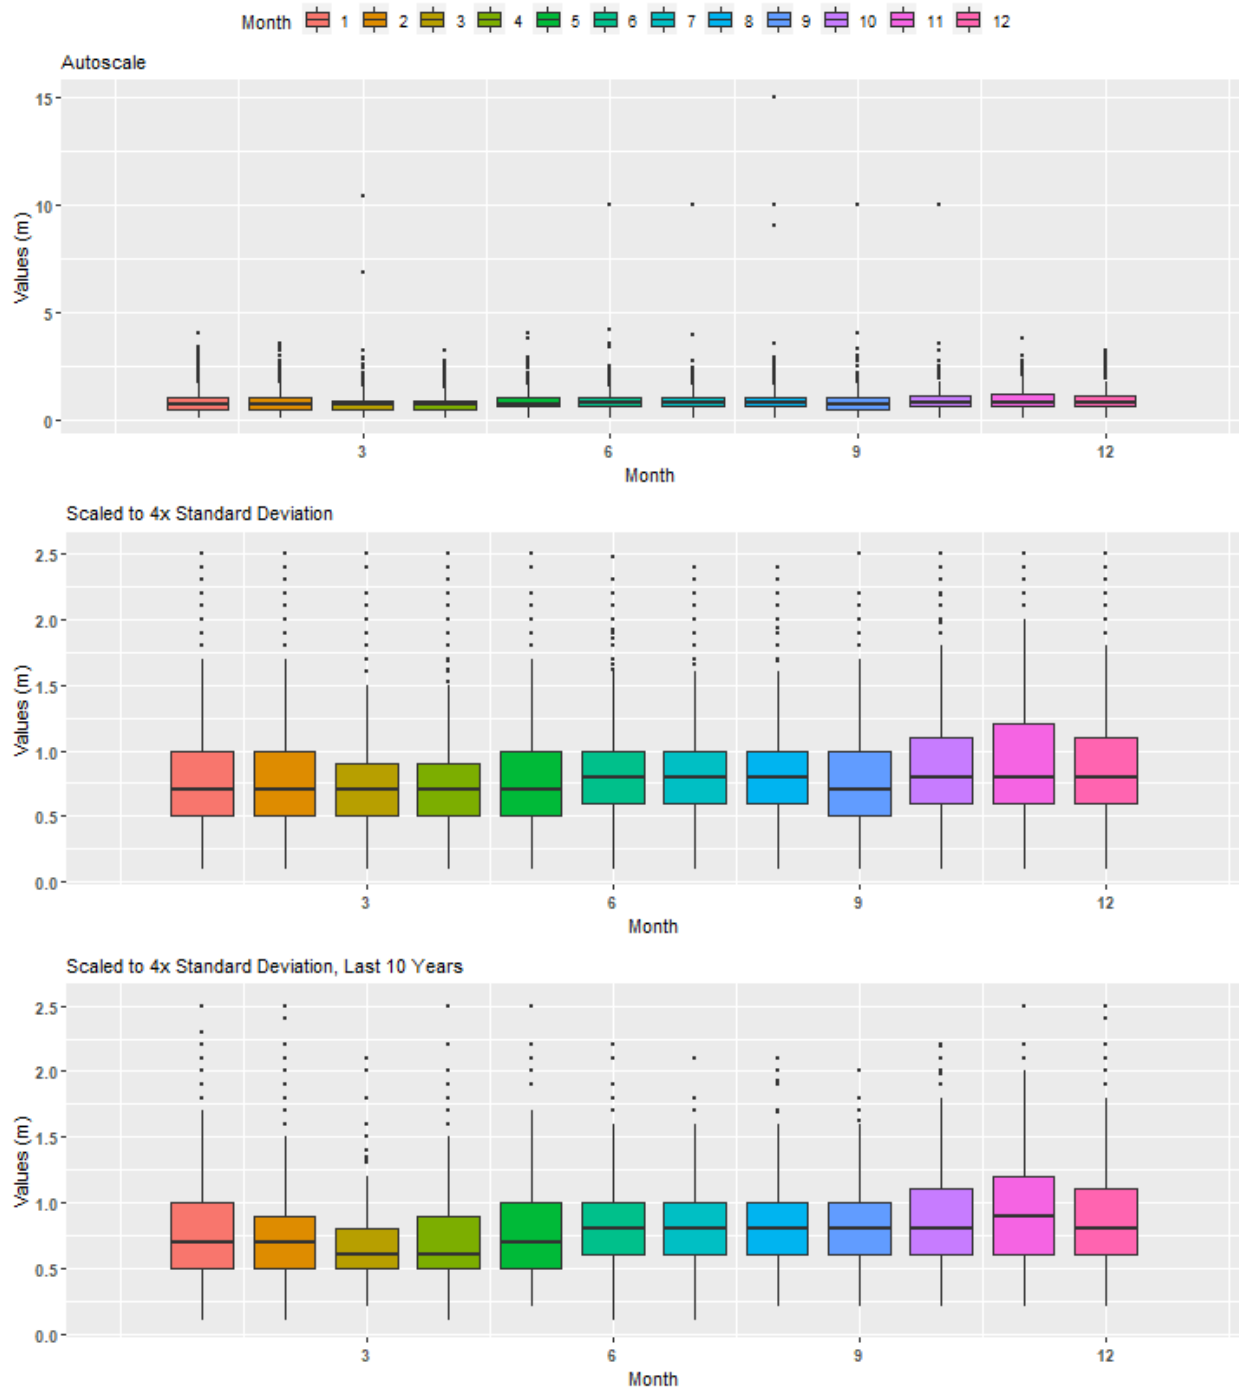 Month 1 2 3 4 5 6 7 8 9 10 11 12
Autoscale
15
10
5
0
Values (m)
3 6 9 12
Month
Scaled to 4x Standard Deviation
2.5
2.0
1.5
1.0
0.5
0.0
Values (m)
3 6 9 12
Month
Scaled to 4x Standard Deviation, Last 10 Years
2.5
2.0
1.5
1.0
0.5
0.0
Values (m)
3 6 9 12
Month